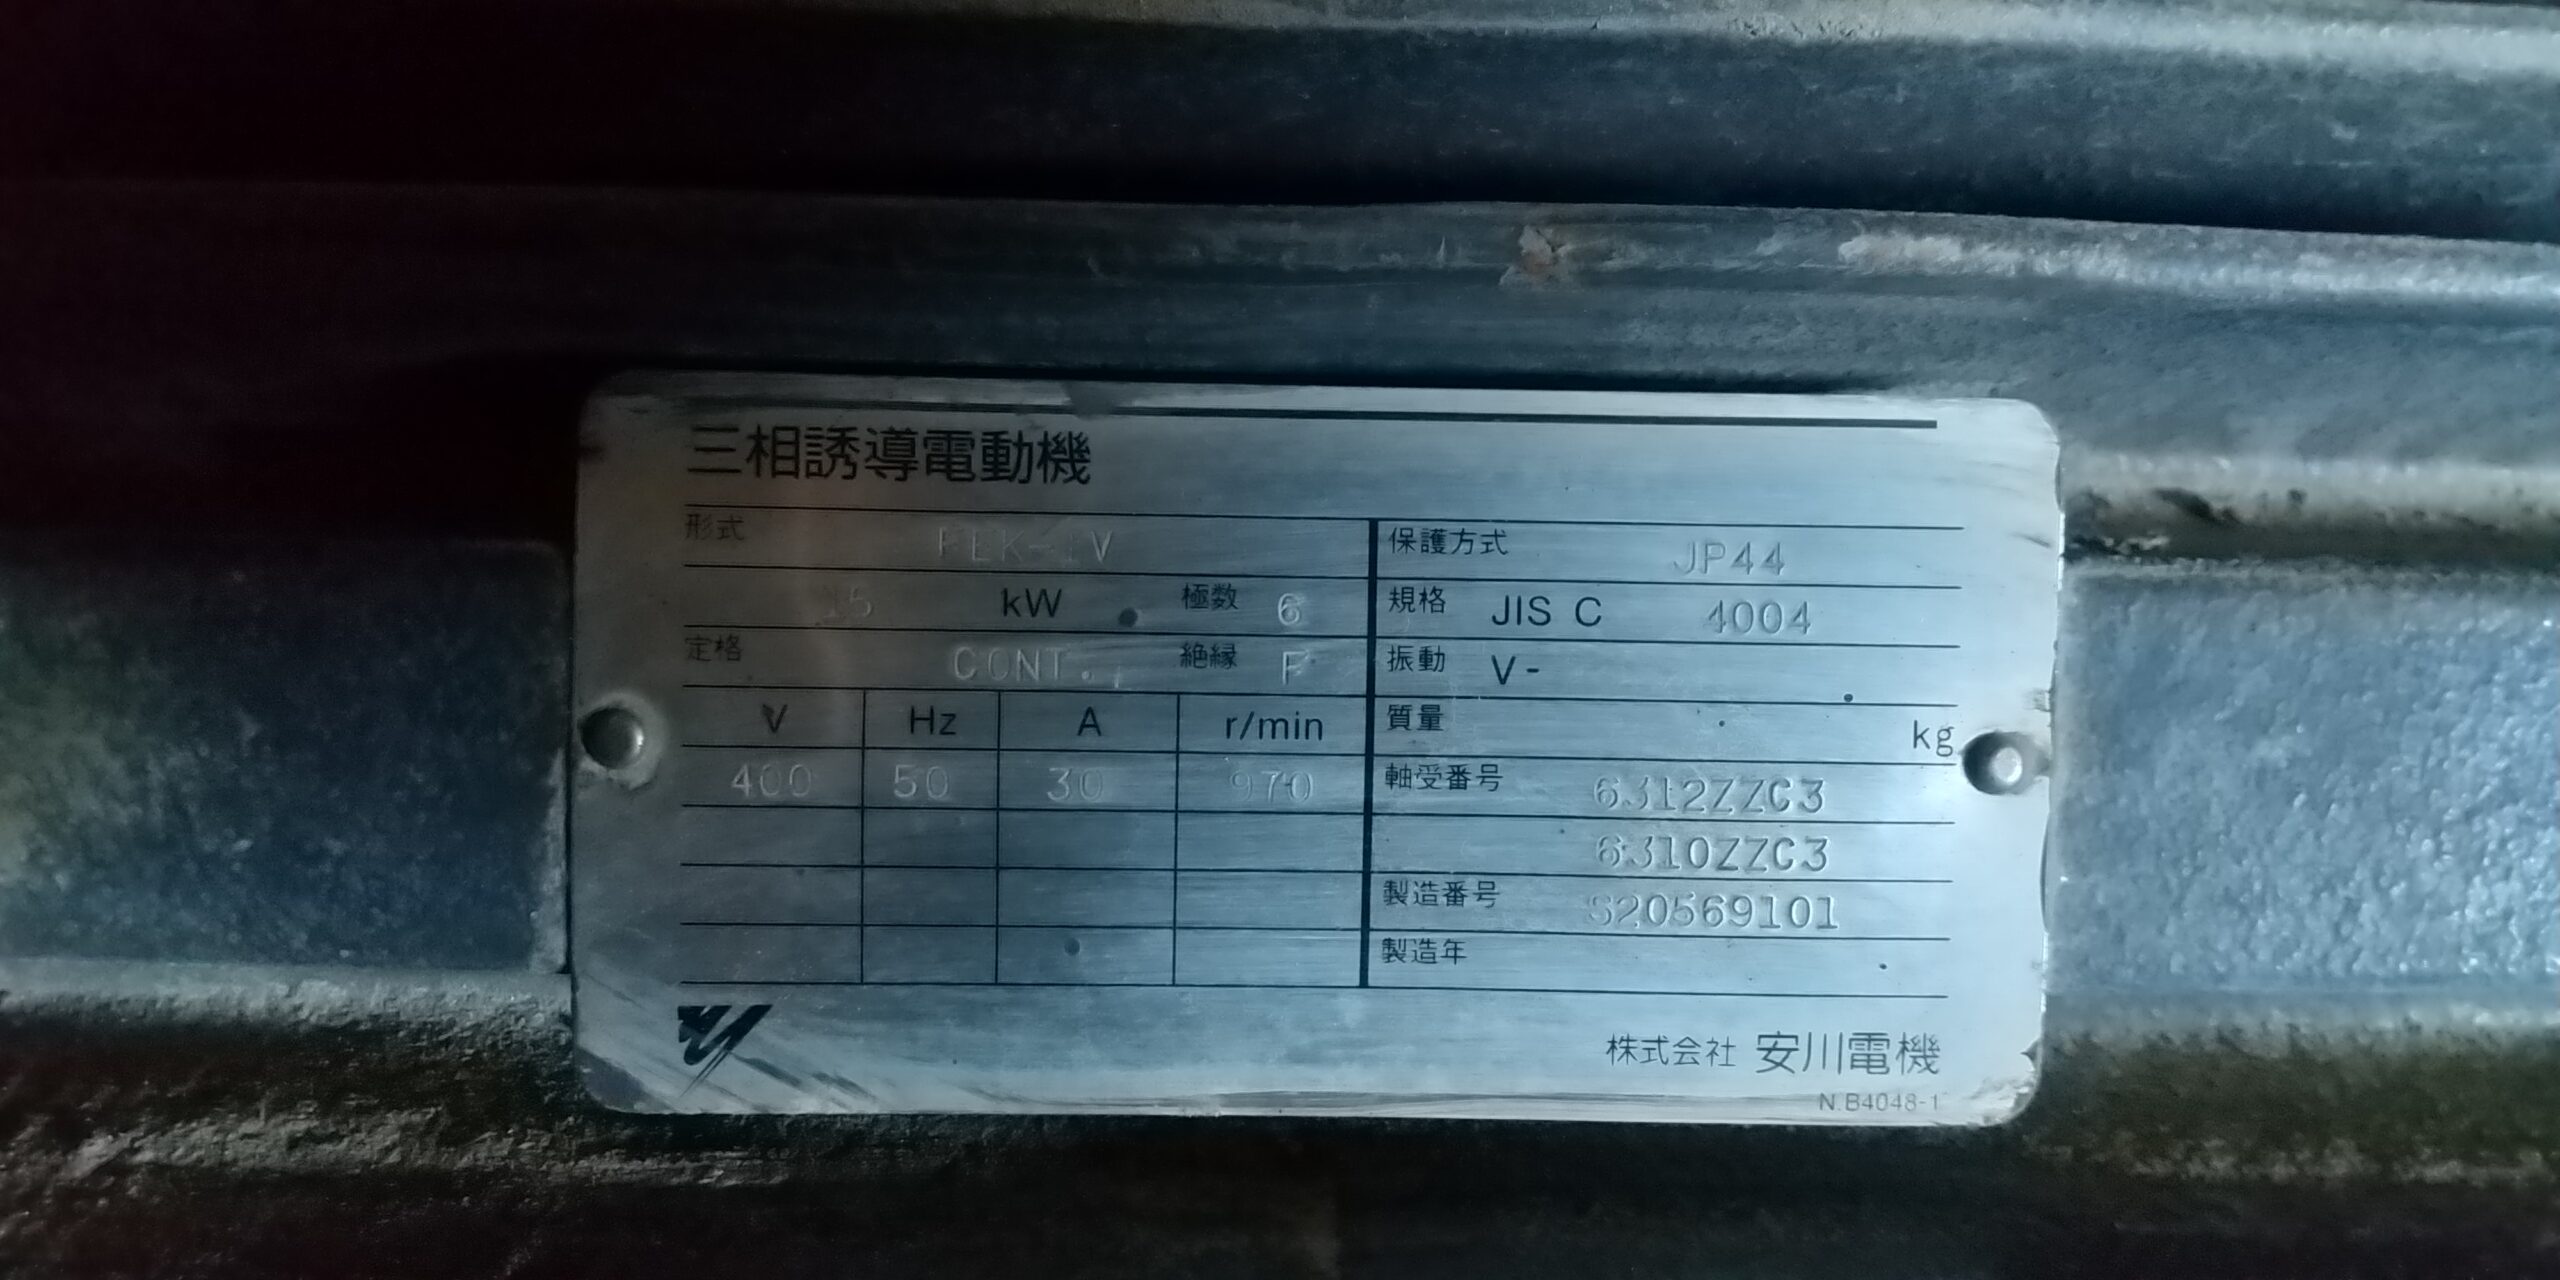 三相誘導電動機
形式 FEK-IV
15 kW 極数 6
定格 CONT. 絶縁 F
V Hz A r/min
400 50 30 970
保護方式 JP44
規格 JIS C 4004
振動 V-
質量 kg
軸受番号 6312ZZC3
6310ZZC3
製造番号 S20569101
製造年
株式会社 安川電機
N.B4048-1